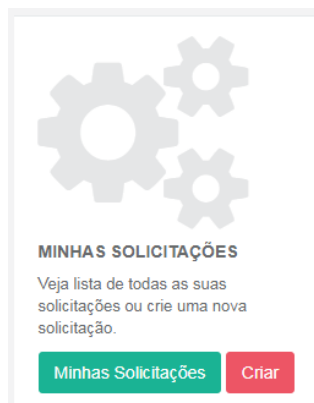 MINHAS SOLICITAÇÕES
Veja lista de todas as suas
solicitações ou crie uma nova
solicitação.
Minhas Solicitações Criar